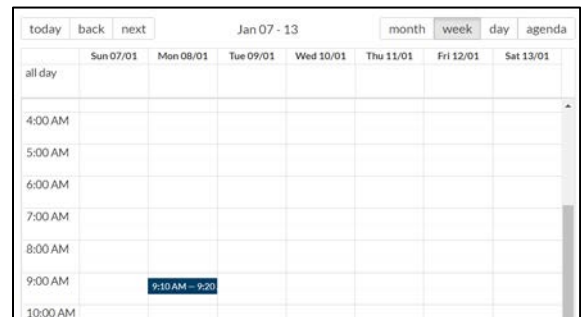 today back next Jan 07 - 13 month week day agenda
Sun 07/01 Mon 08/01 Tue 09/01 Wed 10/01 Thu 11/01 Fri 12/01 Sat 13/01
all day
4:00 AM
5:00 AM
6:00 AM
7:00 AM
8:00 AM
9:00 AM
9:10 AM — 9:20
10:00 AM